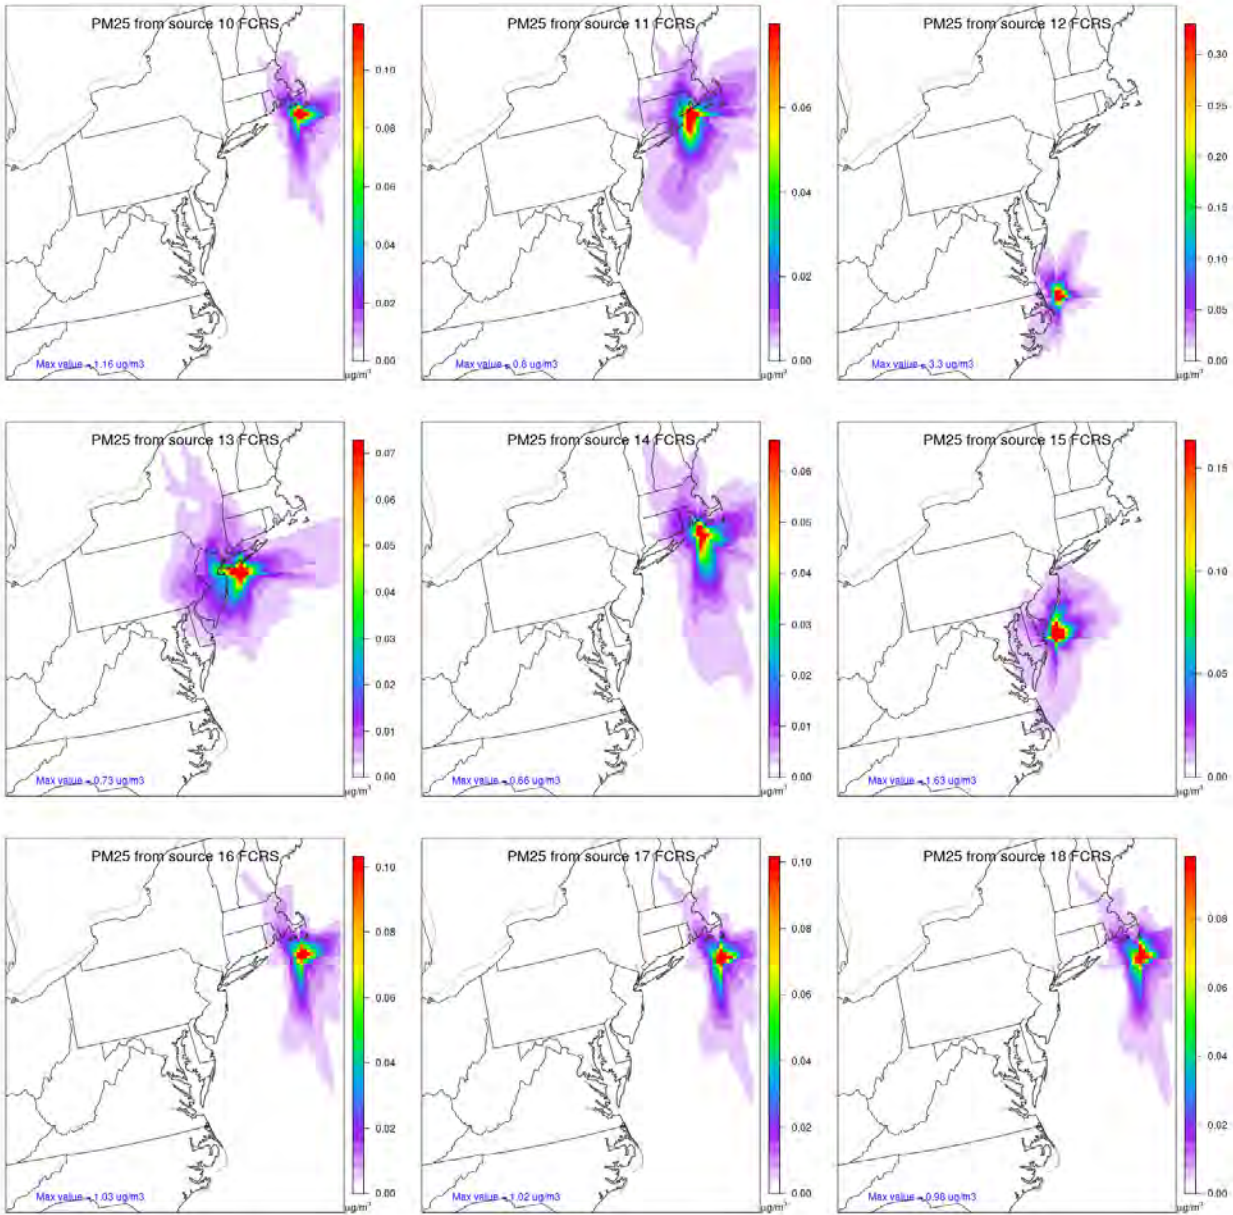 PM25 from source 10 FCRS
0.10
0.08
0.06
0.04
0.02
0.00
Max value = 1.16 ug/m3
µg/m³
PM25 from source 11 FCRS
0.06
0.04
0.02
0.00
Max value = 0.8 ug/m3
µg/m³
PM25 from source 12 FCRS
0.30
0.25
0.20
0.15
0.10
0.05
0.00
Max value = 3.3 ug/m3
µg/m³
PM25 from source 13 FCRS
0.07
0.06
0.05
0.04
0.03
0.02
0.01
0.00
Max value = 0.73 ug/m3
µg/m³
PM25 from source 14 FCRS
0.06
0.05
0.04
0.03
0.02
0.01
0.00
Max value = 0.66 ug/m3
µg/m³
PM25 from source 15 FCRS
0.15
0.10
0.05
0.00
Max value = 1.63 ug/m3
µg/m³
PM25 from source 16 FCRS
0.10
0.08
0.06
0.04
0.02
0.00
Max value = 1.03 ug/m3
µg/m³
PM25 from source 17 FCRS
0.10
0.08
0.06
0.04
0.02
0.00
Max value = 1.02 ug/m3
µg/m³
PM25 from source 18 FCRS
0.08
0.06
0.04
0.02
0.00
Max value = 0.98 ug/m3
µg/m³